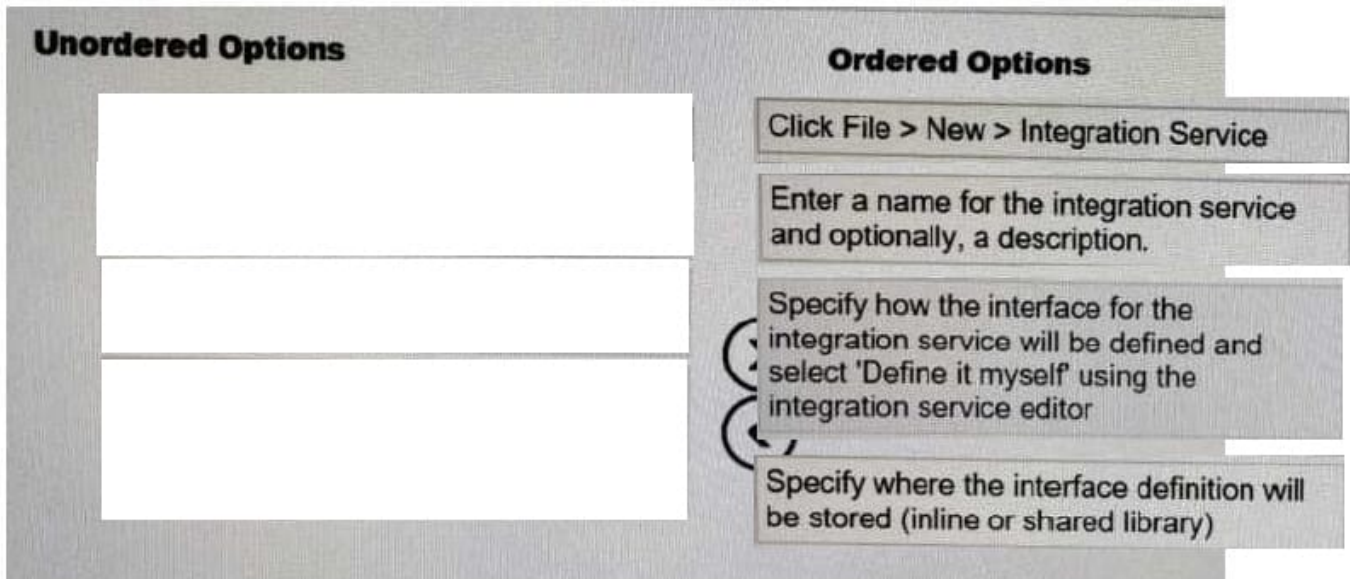 Unordered Options
Ordered Options
Click File > New > Integration Service
Enter a name for the integration service
and optionally, a description.
Specify how the interface for the
integration service will be defined and
select 'Define it myself' using the
integration service editor
Specify where the interface definition will
be stored (inline or shared library)